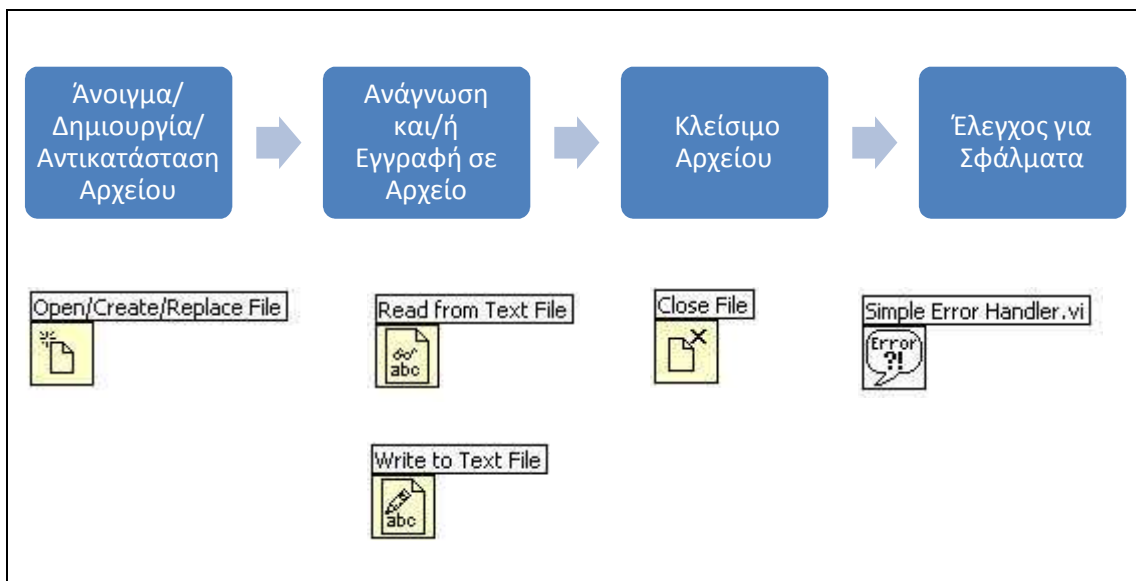 Άνοιγμα/
Δημιουργία/
Αντικατάσταση
Αρχείου
Ανάγνωση
και/ή
Εγγραφή σε
Αρχείο
Κλείσιμο
Αρχείου
Έλεγχος για
Σφάλματα
Open/Create/Replace File
Read from Text File
abc
Close File
Simple Error Handler.vi
Error
?!
Write to Text File
abc